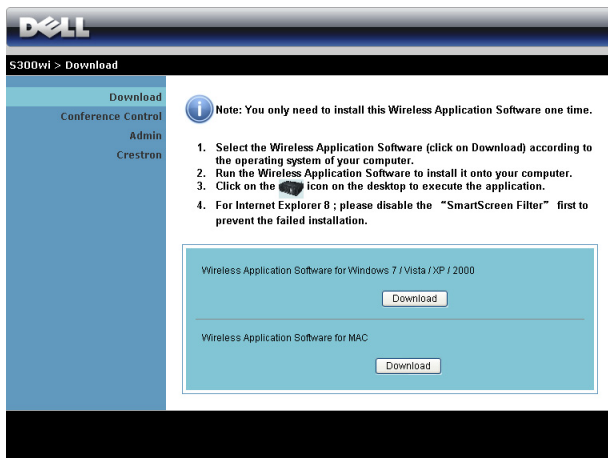 DELL
S300wi > Download
Download
Conference Control
Admin
Crestron
Note: You only need to install this Wireless Application Software one time.
1. Select the Wireless Application Software (click on Download) according to
the operating system of your computer.
2. Run the Wireless Application Software to install it onto your computer.
3. Click on the icon on the desktop to execute the application.
4. For Internet Explorer 8 ; please disable the “SmartScreen Filter” first to
prevent the failed installation.
Wireless Application Software for Windows 7 / Vista / XP / 2000
Download
Wireless Application Software for MAC
Download